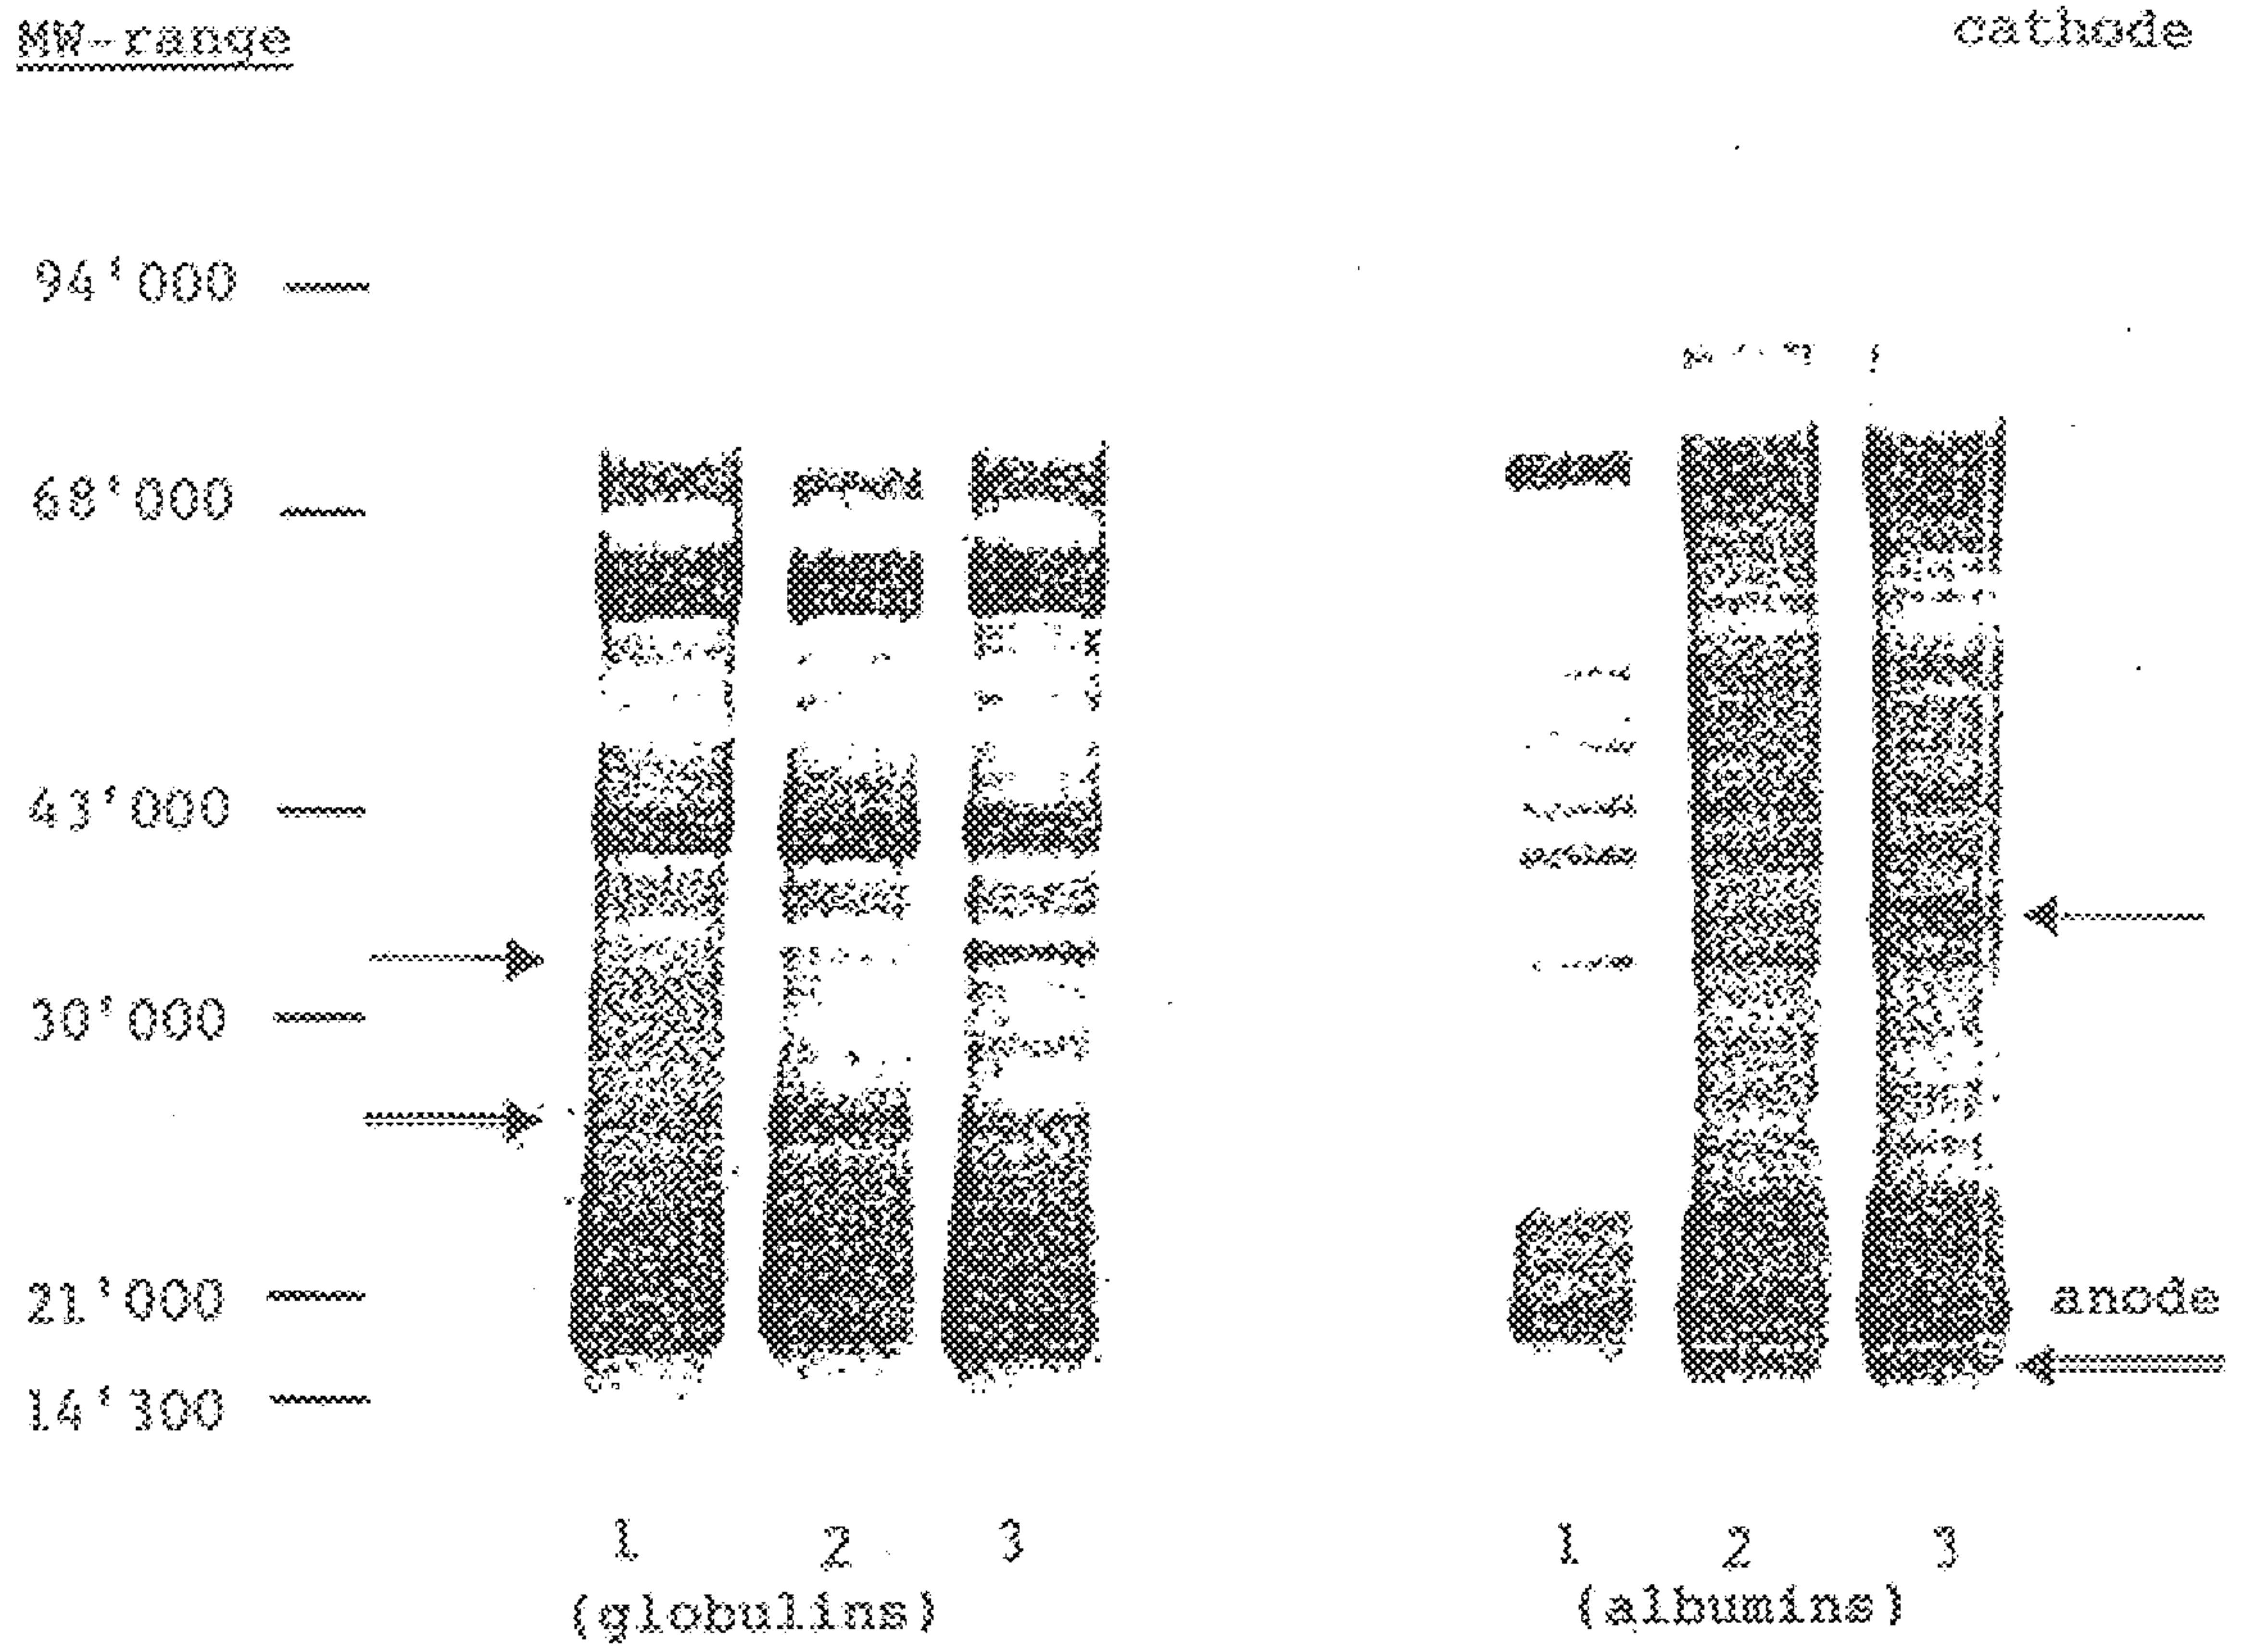 MW-range
cathode
94'000
68'000
43'000
30'000
21'000
anode
14'300
1 2 3
1 2 3
(globulins)
(albumins)